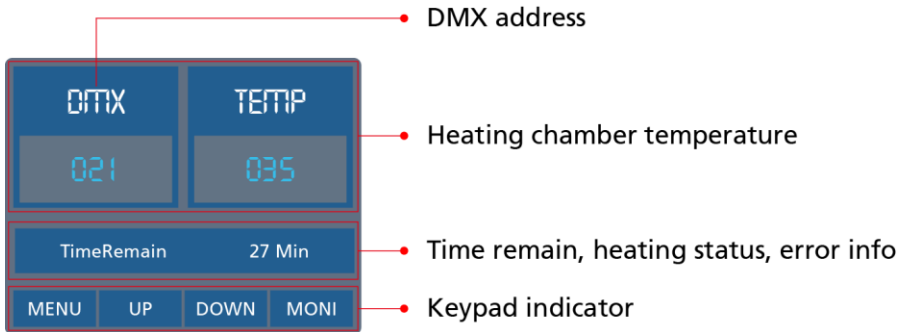 DMX address
DMX TEMP
Heating chamber temperature
021 035
TimeRemain 27 Min
Time remain, heating status, error info
MENU UP DOWN MONI
Keypad indicator